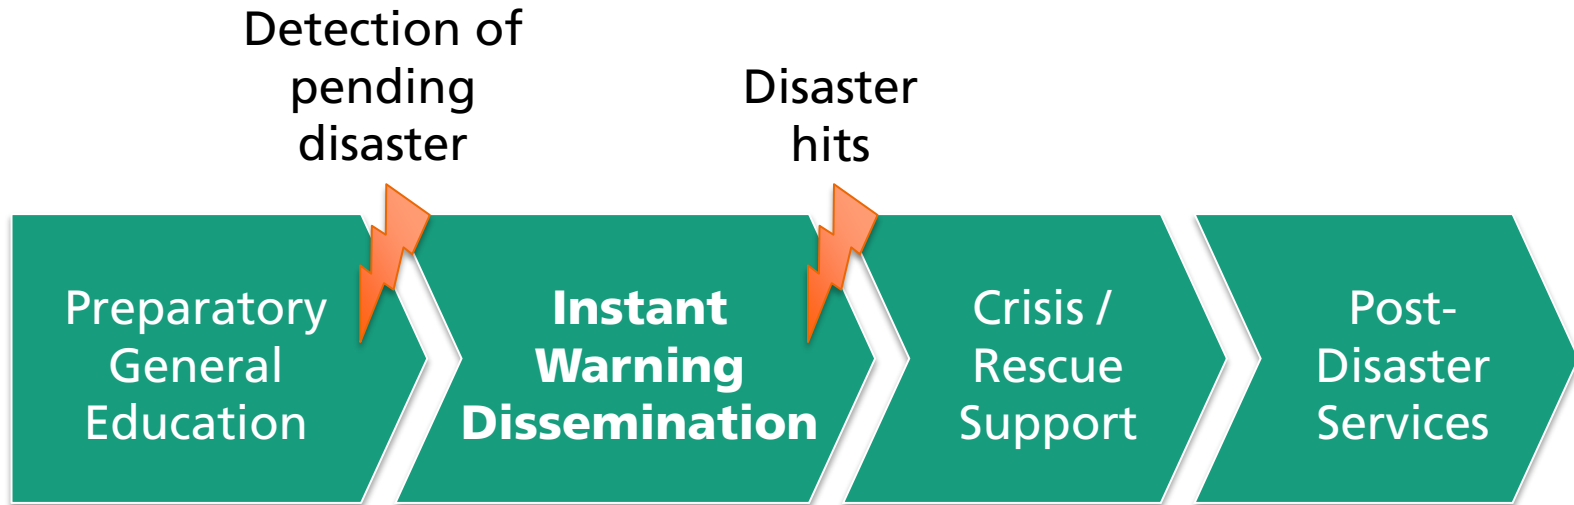 Detection of
pending
disaster
Disaster
hits
Preparatory
General
Education
Instant
Warning
Dissemination
Crisis /
Rescue
Support
Post-
Disaster
Services